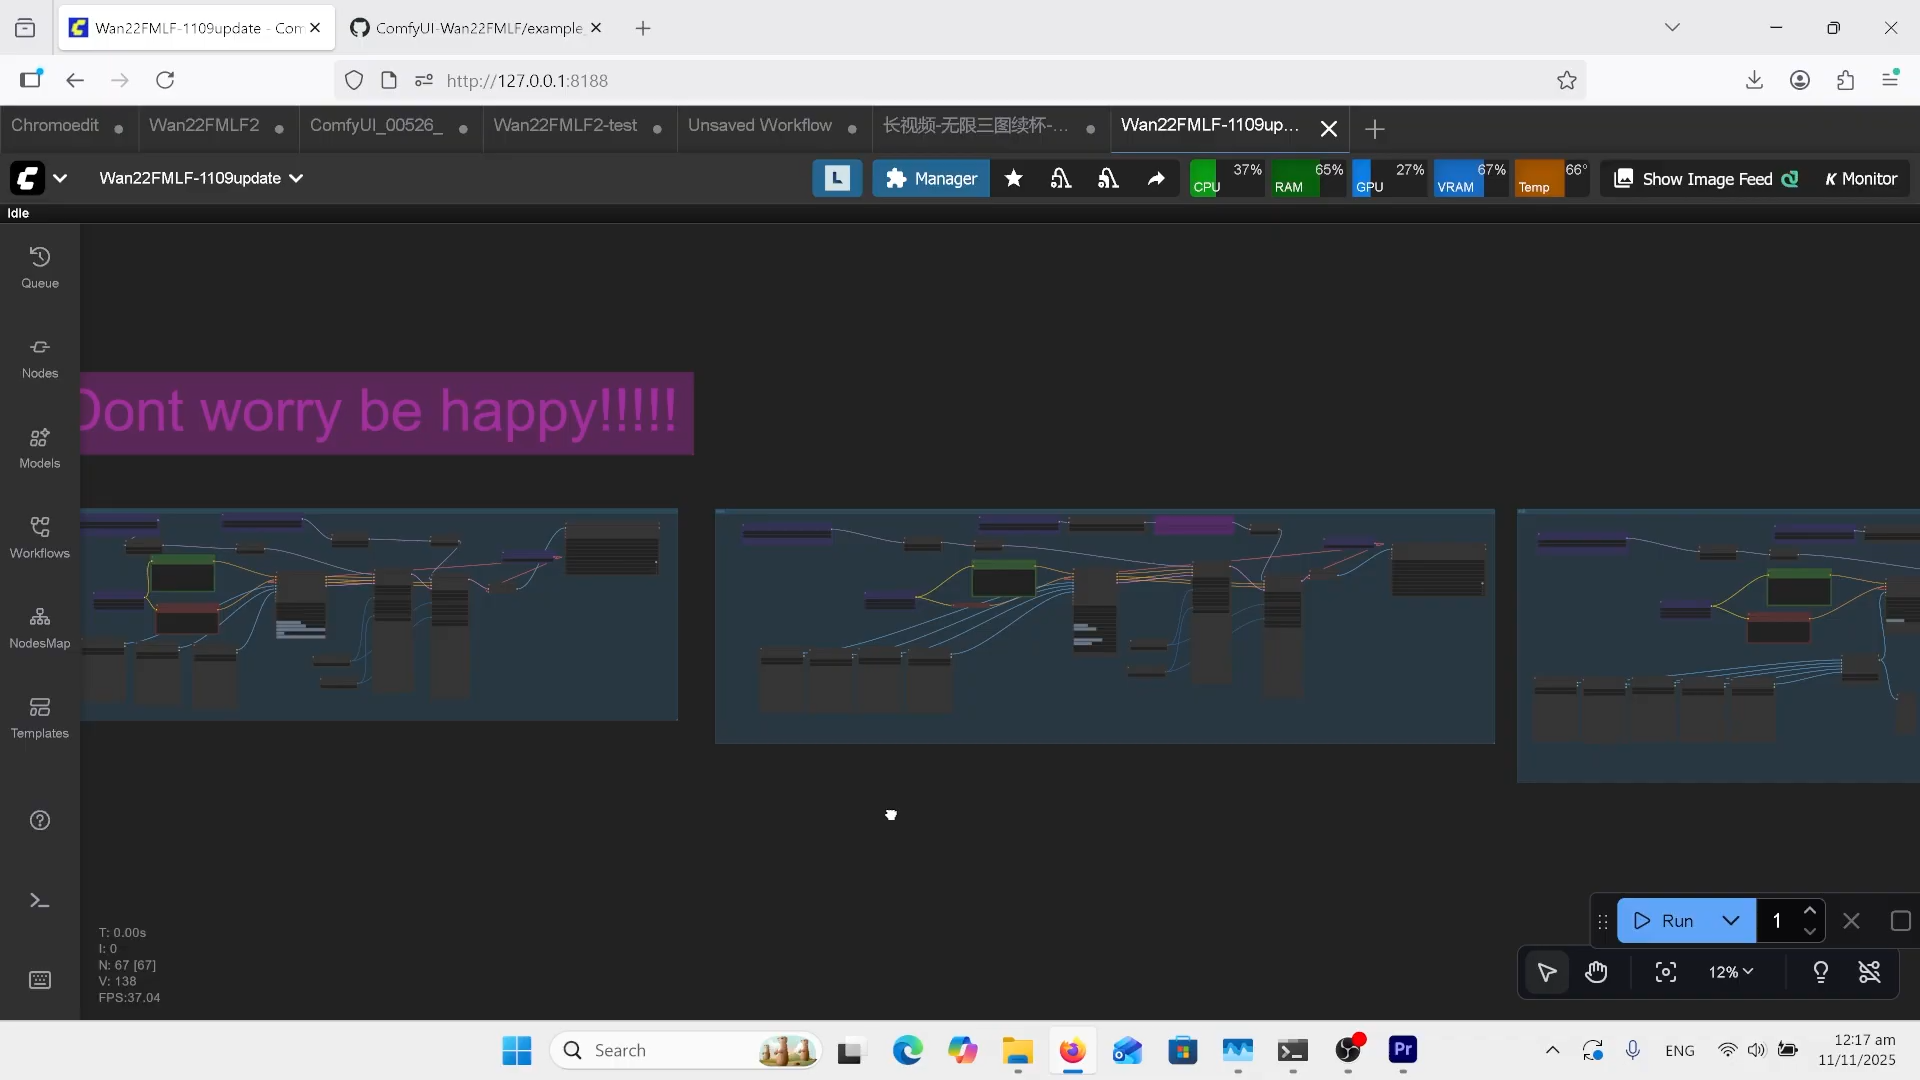 Wan22FMLF-1109update - Com
ComfyUI-Wan22FMLF/example_
http://127.0.0.1:8188
Chromoedit
Wan22FMLF2
ComfyUI_00526_
Wan22FMLF2-test
Unsaved Workflow
长视频-无限三图续杯-...
Wan22FMLF-1109up...
Wan22FMLF-1109update
L
Manager
CPU 37%
RAM 65%
GPU 27%
VRAM 67%
Temp 66°
Show Image Feed
K Monitor
Idle
Queue
Nodes
Models
Workflows
NodesMap
Templates
Dont worry be happy!!!!!
T: 0.00s
I: 0
N: 67 [67]
V: 138
FPS:37.04
Run
1
12%
Search
Pr
ENG
12:17 am
11/11/2025